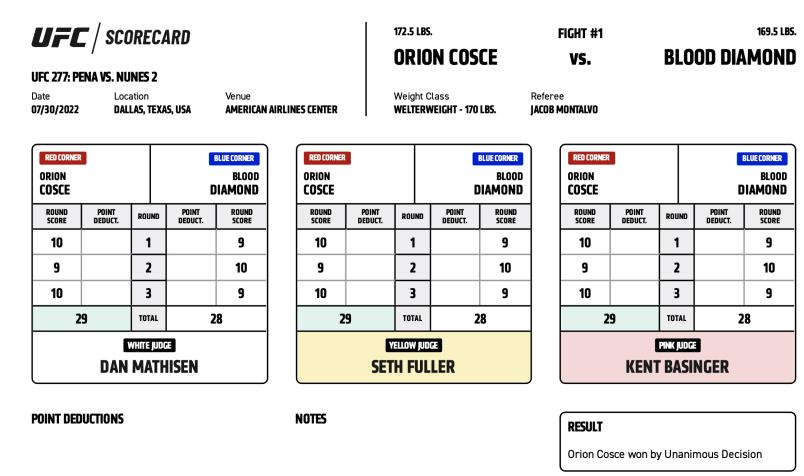 UFC / SCORECARD
UFC 277: PENA VS. NUNES 2
Date Location Venue
07/30/2022 DALLAS, TEXAS, USA AMERICAN AIRLINES CENTER
172.5 LBS. FIGHT #1 169.5 LBS.
ORION COSCE VS. BLOOD DIAMOND
Weight Class Referee
WELTERWEIGHT - 170 LBS. JACOB MONTALVO
RED CORNER BLUE CORNER
ORION BLOOD
COSCE DIAMOND
ROUND POINT ROUND POINT ROUND
SCORE DEDUCT. DEDUCT. SCORE
10 1 9
9 2 10
10 3 9
29 TOTAL 28
WHITE JUDGE
DAN MATHISEN
RED CORNER BLUE CORNER
ORION BLOOD
COSCE DIAMOND
ROUND POINT ROUND POINT ROUND
SCORE DEDUCT. DEDUCT. SCORE
10 1 9
9 2 10
10 3 9
29 TOTAL 28
YELLOW JUDGE
SETH FULLER
RED CORNER BLUE CORNER
ORION BLOOD
COSCE DIAMOND
ROUND POINT ROUND POINT ROUND
SCORE DEDUCT. DEDUCT. SCORE
10 1 9
9 2 10
10 3 9
29 TOTAL 28
PINK JUDGE
KENT BASINGER
POINT DEDUCTIONS
NOTES
RESULT
Orion Cosce won by Unanimous Decision